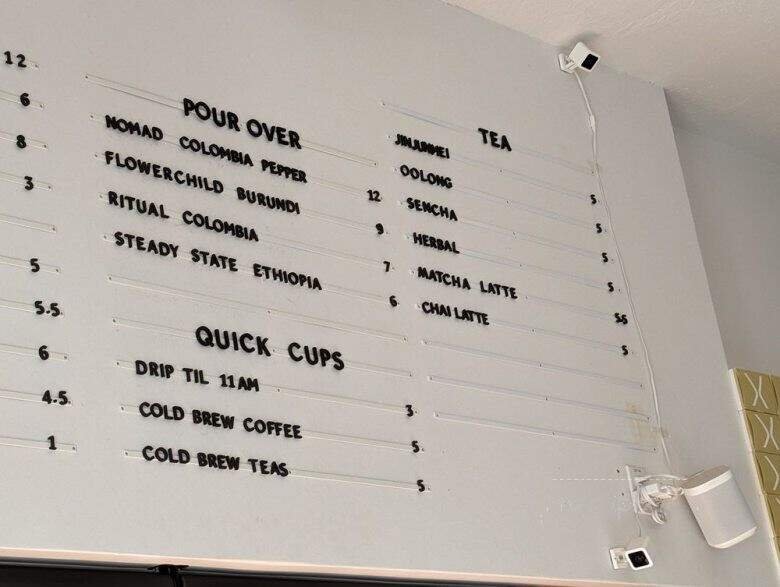 12
6
8
3
5
5.5
6
4.5
1
POUR OVER
NOMAD COLOMBIA PEPPER 12
FLOWERCHILD BURUNDI 9
RITUAL COLOMBIA 7
STEADY STATE ETHIOPIA 6
QUICK CUPS
DRIP TIL 11AM 3
COLD BREW COFFEE 5
COLD BREW TEAS 5
TEA
JINJUNMEI 5
OOLONG 5
SENCHA 5
HERBAL 5
MATCHA LATTE 5.5
CHAI LATTE 5